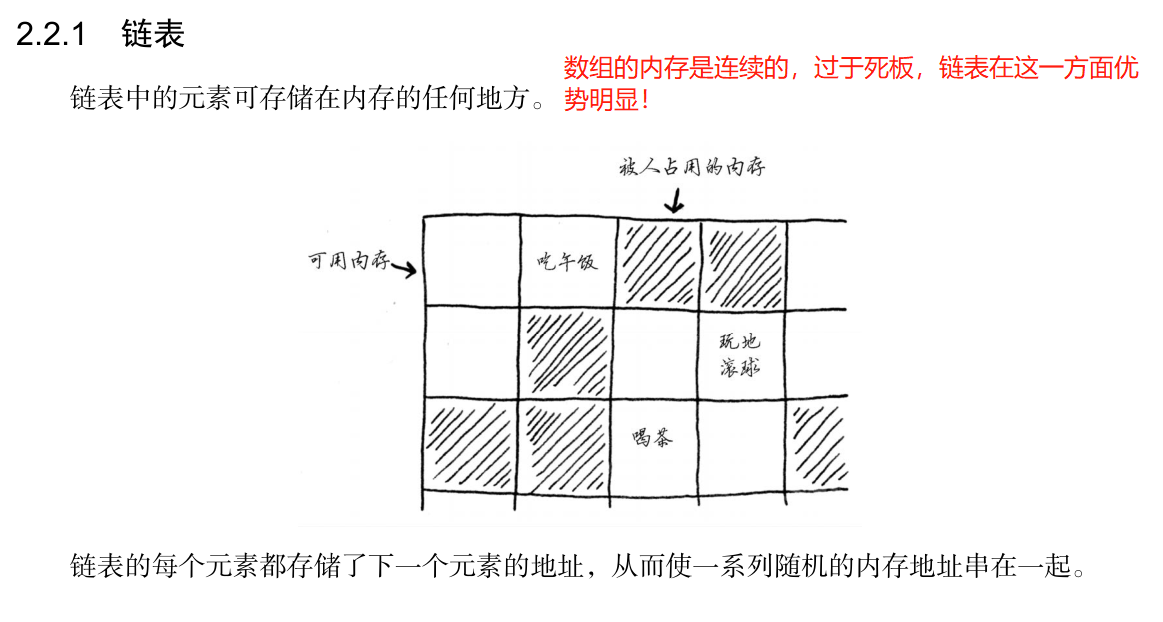 2.2.1 链表
数组的内存是连续的，过于死板，链表在这一方面优
势明显！
链表中的元素可存储在内存的任何地方。
被人占用的内存
可用内存
吃午饭
玩地
滚球
喝茶
链表的每个元素都存储了下一个元素的地址，从而使一系列随机的内存地址串在一起。